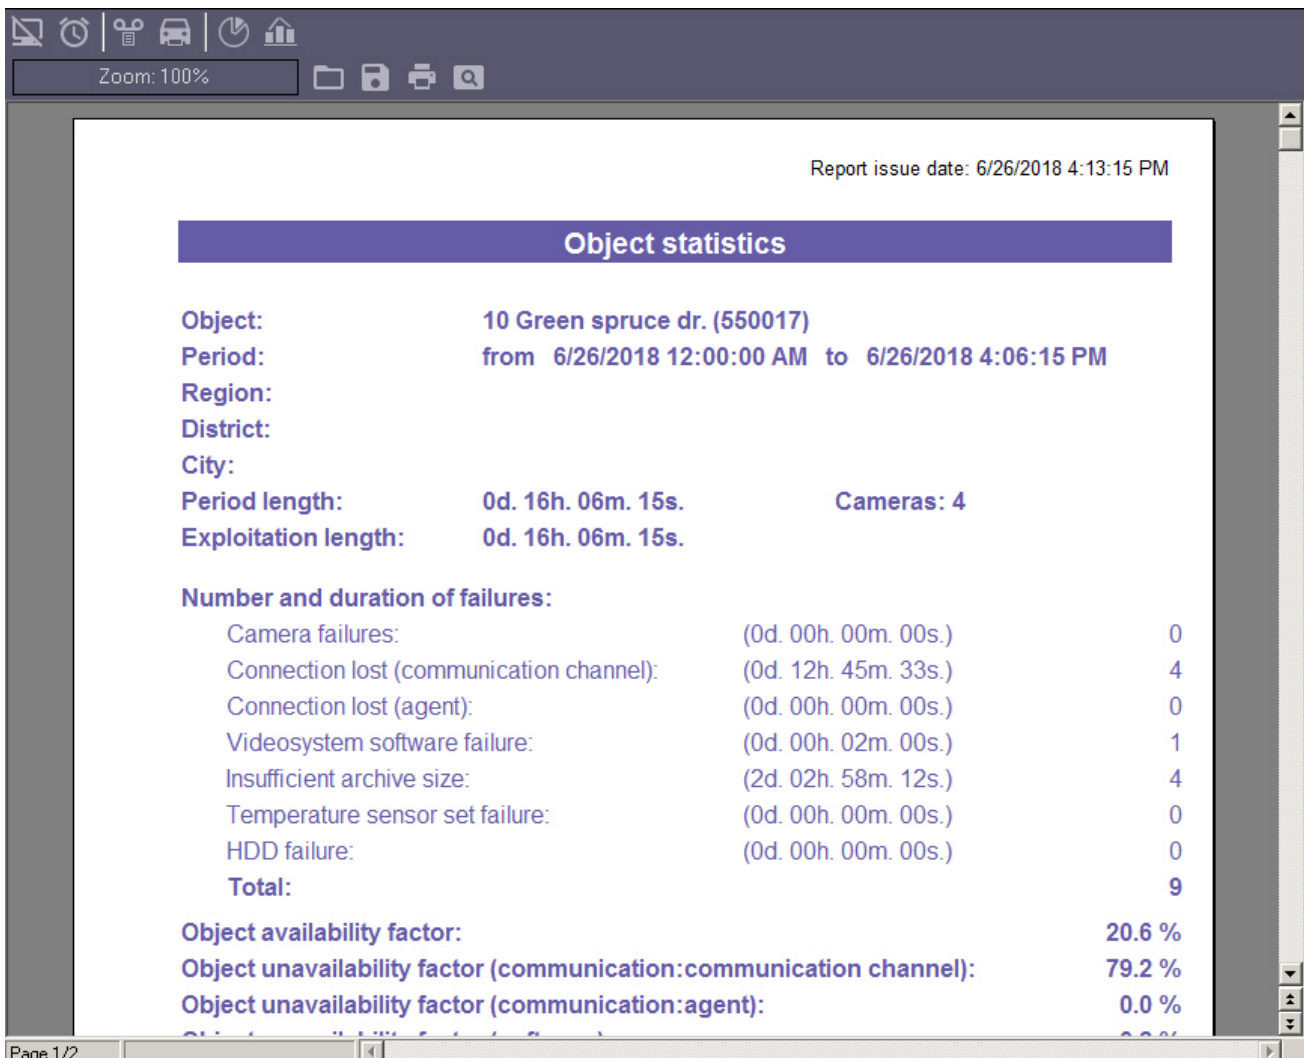 Zoom: 100%
Report issue date: 6/26/2018 4:13:15 PM
Object statistics
Object: 10 Green spruce dr. (550017)
Period: from 6/26/2018 12:00:00 AM to 6/26/2018 4:06:15 PM
Region:
District:
City:
Period length: 0d. 16h. 06m. 15s. Cameras: 4
Exploitation length: 0d. 16h. 06m. 15s.
Number and duration of failures:
Camera failures: (0d. 00h. 00m. 00s.) 0
Connection lost (communication channel): (0d. 12h. 45m. 33s.) 4
Connection lost (agent): (0d. 00h. 00m. 00s.) 0
Videosystem software failure: (0d. 00h. 02m. 00s.) 1
Insufficient archive size: (2d. 02h. 58m. 12s.) 4
Temperature sensor set failure: (0d. 00h. 00m. 00s.) 0
HDD failure: (0d. 00h. 00m. 00s.) 0
Total: 9
Object availability factor: 20.6 %
Object unavailability factor (communication:communication channel): 79.2 %
Object unavailability factor (communication:agent): 0.0 %
Page 1/2